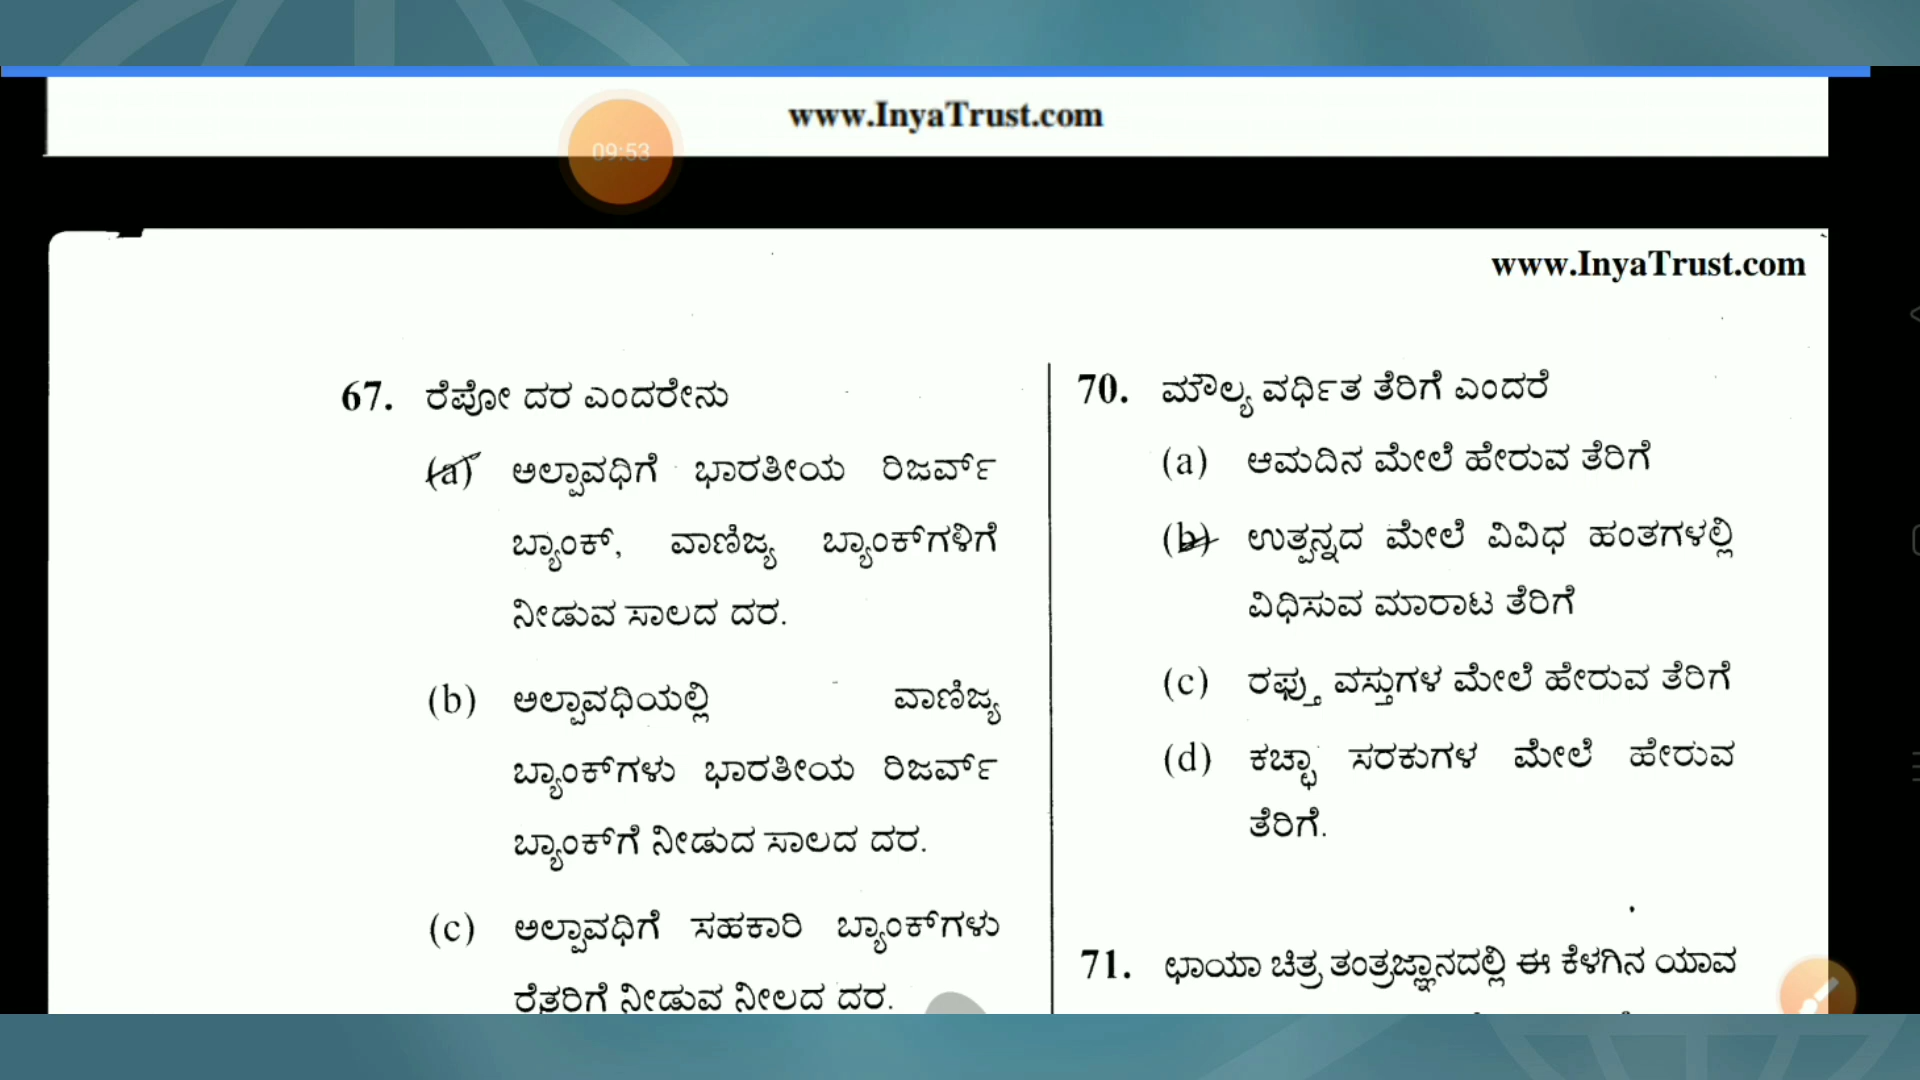 www.InyaTrust.com
09:53
www.InyaTrust.com
67. ರೆಪೋ ದರ ಎಂದರೇನು
(a) ಅಲ್ಪಾವಧಿಗೆ ಭಾರತೀಯ ರಿಜರ್ವ್
ಬ್ಯಾಂಕ್, ವಾಣಿಜ್ಯ ಬ್ಯಾಂಕ್‌ಗಳಿಗೆ
ನೀಡುವ ಸಾಲದ ದರ.
(b) ಅಲ್ಪಾವಧಿಯಲ್ಲಿ ವಾಣಿಜ್ಯ
ಬ್ಯಾಂಕ್‌ಗಳು ಭಾರತೀಯ ರಿಜರ್ವ್
ಬ್ಯಾಂಕ್‌ಗೆ ನೀಡುದ ಸಾಲದ ದರ.
(c) ಅಲ್ಪಾವಧಿಗೆ ಸಹಕಾರಿ ಬ್ಯಾಂಕ್‌ಗಳು
ರೆತರಿಗೆ ನೀಡುವ ನೀಲದ ದರ.
70. ಮೌಲ್ಯ ವರ್ಧಿತ ತೆರಿಗೆ ಎಂದರೆ
(a) ಆಮದಿನ ಮೇಲೆ ಹೇರುವ ತೆರಿಗೆ
(b) ಉತ್ಪನ್ನದ ಮೇಲೆ ವಿವಿಧ ಹಂತಗಳಲ್ಲಿ
ವಿಧಿಸುವ ಮಾರಾಟ ತೆರಿಗೆ
(c) ರಫ್ತು ವಸ್ತುಗಳ ಮೇಲೆ ಹೇರುವ ತೆರಿಗೆ
(d) ಕಚ್ಛಾ ಸರಕುಗಳ ಮೇಲೆ ಹೇರುವ
ತೆರಿಗೆ.
71. ಛಾಯಾ ಚಿತ್ರ ತಂತ್ರಜ್ಞಾನದಲ್ಲಿ ಈ ಕೆಳಗಿನ ಯಾವ